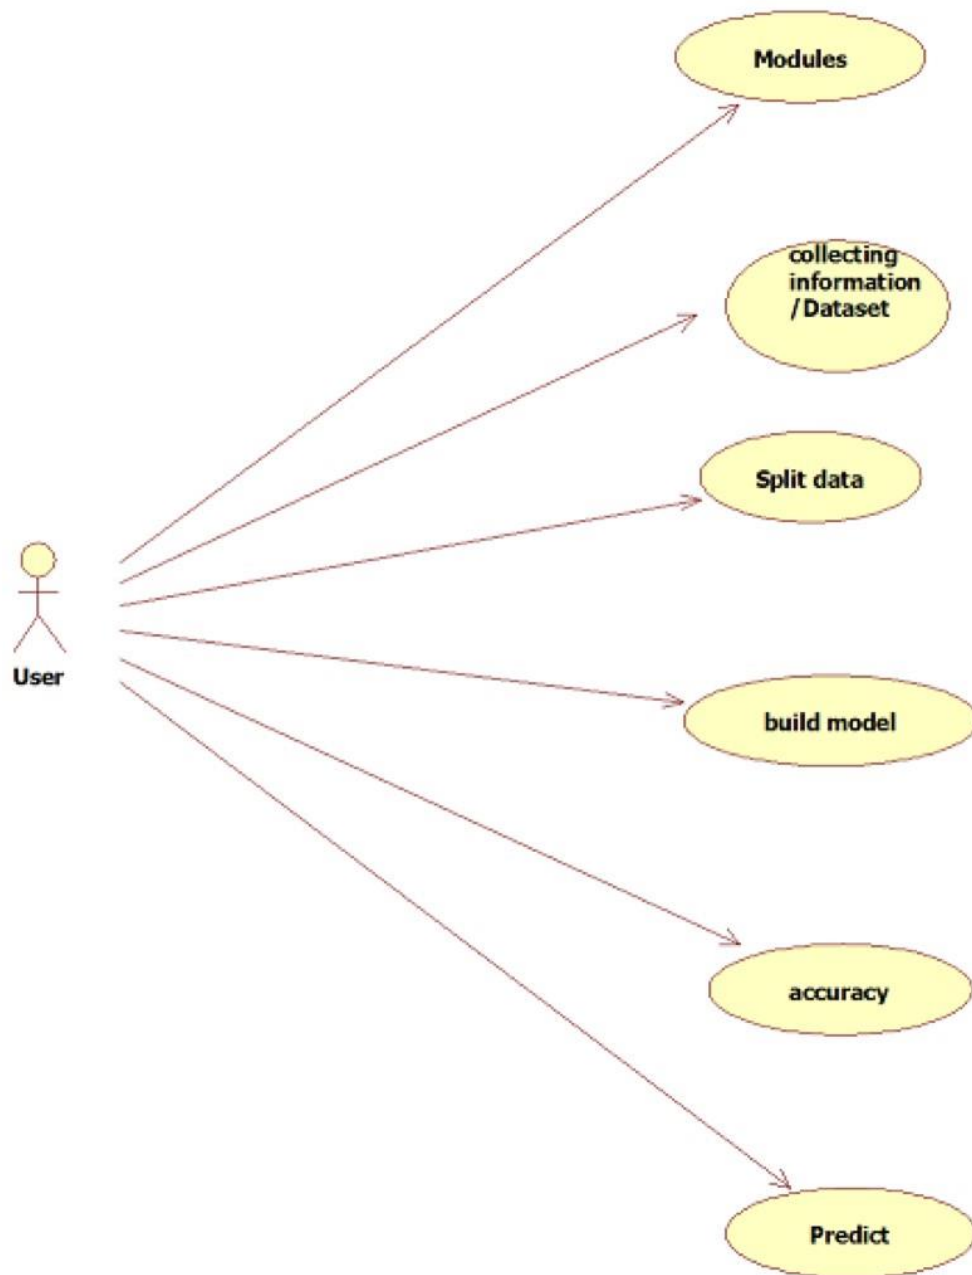 Modules
collecting
information
/Dataset
Split data
User
build model
accuracy
Predict